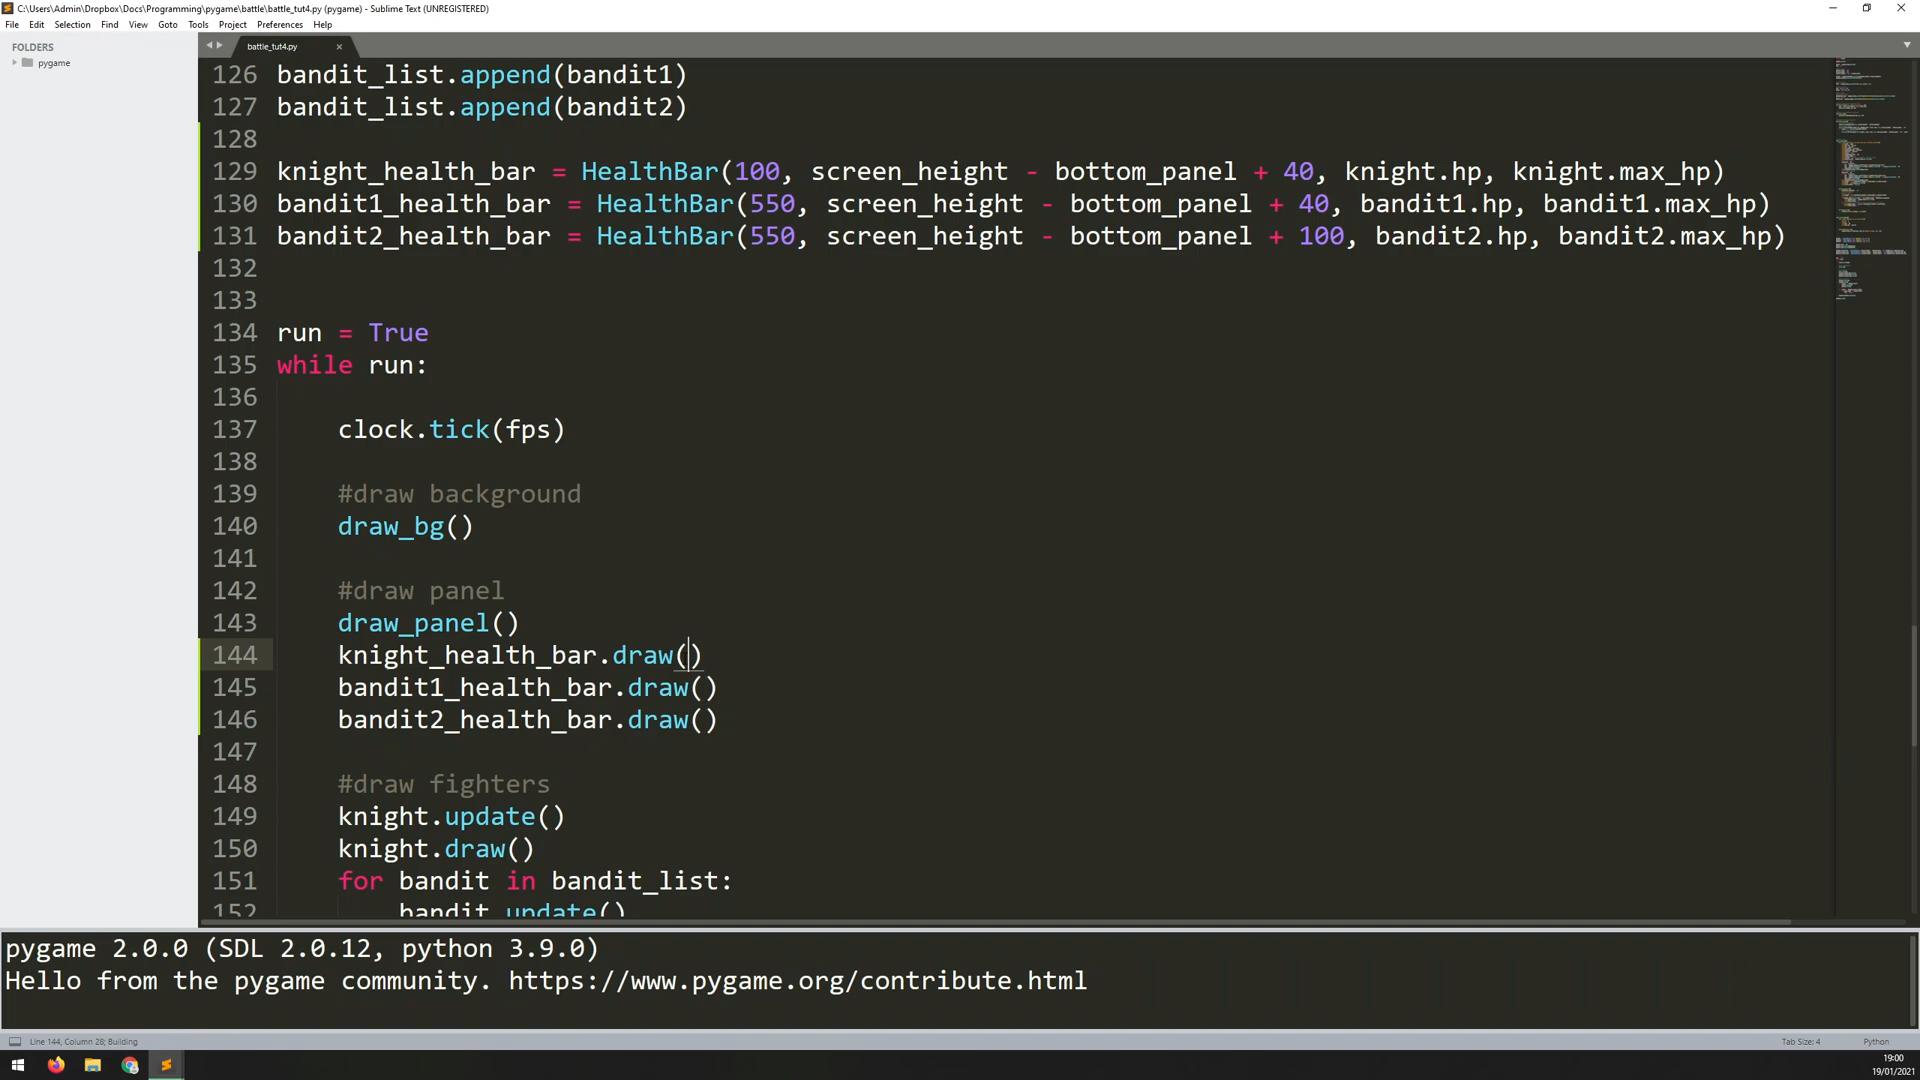 C:\Users\Admin\Dropbox\Docs\Programming\pygame\battle\battle_tut4.py (pygame) - Sublime Text (UNREGISTERED)
File Edit Selection Find View Goto Tools Project Preferences Help
FOLDERS
pygame
battle_tut4.py
126 bandit_list.append(bandit1)
127 bandit_list.append(bandit2)
128
129 knight_health_bar = HealthBar(100, screen_height - bottom_panel + 40, knight.hp, knight.max_hp)
130 bandit1_health_bar = HealthBar(550, screen_height - bottom_panel + 40, bandit1.hp, bandit1.max_hp)
131 bandit2_health_bar = HealthBar(550, screen_height - bottom_panel + 100, bandit2.hp, bandit2.max_hp)
132
133
134 run = True
135 while run:
136
137 clock.tick(fps)
138
139 #draw background
140 draw_bg()
141
142 #draw panel
143 draw_panel()
144 knight_health_bar.draw()
145 bandit1_health_bar.draw()
146 bandit2_health_bar.draw()
147
148 #draw fighters
149 knight.update()
150 knight.draw()
151 for bandit in bandit_list:
152 bandit.update()
pygame 2.0.0 (SDL 2.0.12, python 3.9.0)
Hello from the pygame community. https://www.pygame.org/contribute.html
Line 144, Column 28; Building
Tab Size: 4
Python
19:00
19/01/2021